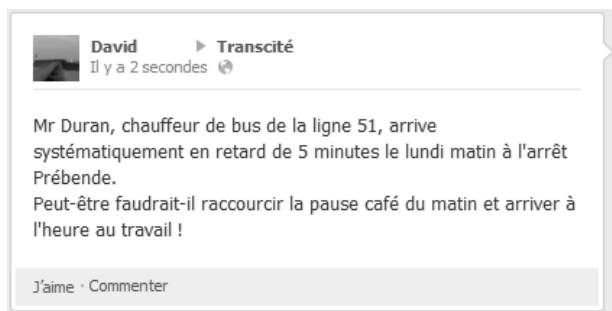 David ▶ Transcité
Il y a 2 secondes
Mr Duran, chauffeur de bus de la ligne 51, arrive
systématiquement en retard de 5 minutes le lundi matin à l'arrêt
Prébende.
Peut-être faudrait-il raccourcir la pause café du matin et arriver à
l'heure au travail !
J'aime · Commenter